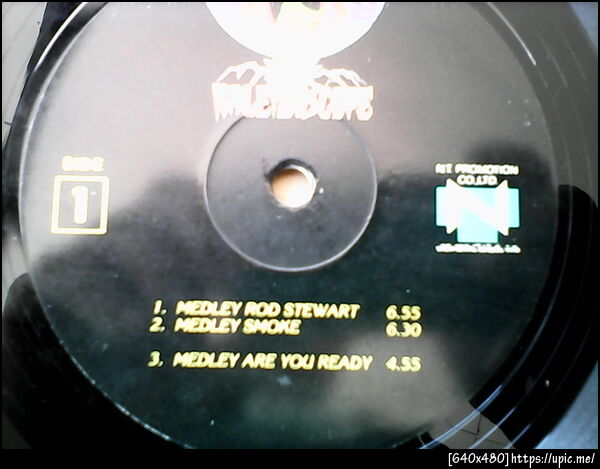 KALEIDOSCOPE
SIDE
1
N.T. PROMOTION
CO.,LTD.
1. MEDLEY ROD STEWART 6.55
2. MEDLEY SMOKE 6.30
3. MEDLEY ARE YOU READY 4.55
[640x480]https://upic.me/